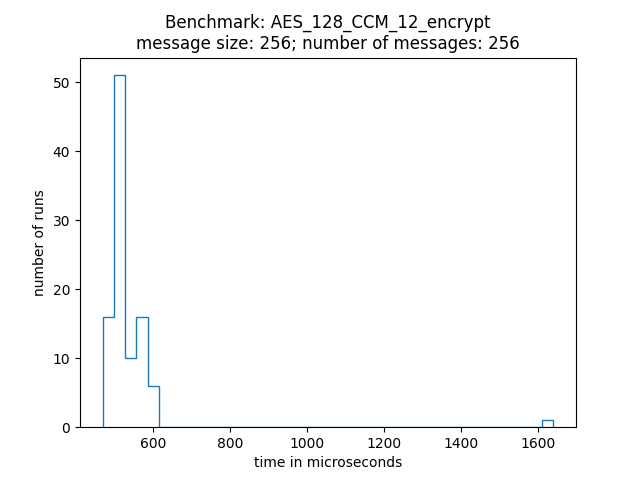 Benchmark: AES_128_CCM_12_encrypt
message size: 256; number of messages: 256
50
40
30
20
10
0
number of runs
600 800 1000 1200 1400 1600
time in microseconds